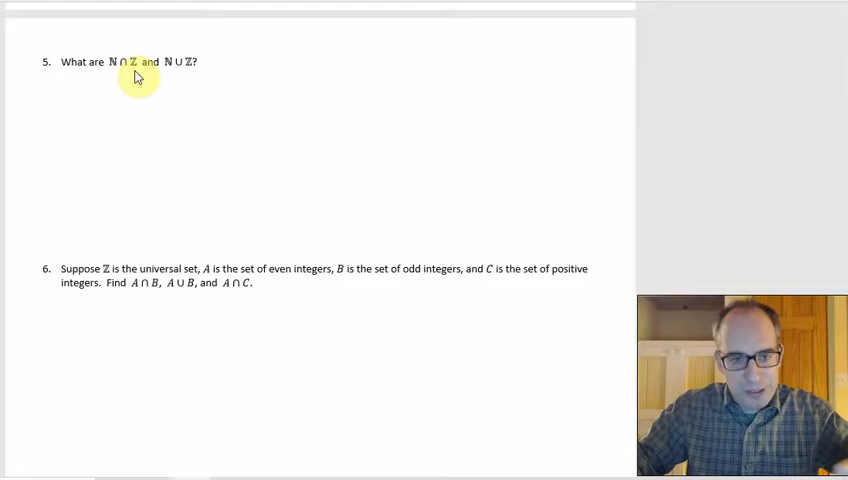 5. What are ℕ ∩ ℤ and ℕ ∪ ℤ?
6. Suppose ℤ is the universal set, A is the set of even integers, B is the set of odd integers, and C is the set of positive
integers. Find A ∩ B, A ∪ B, and A ∩ C.